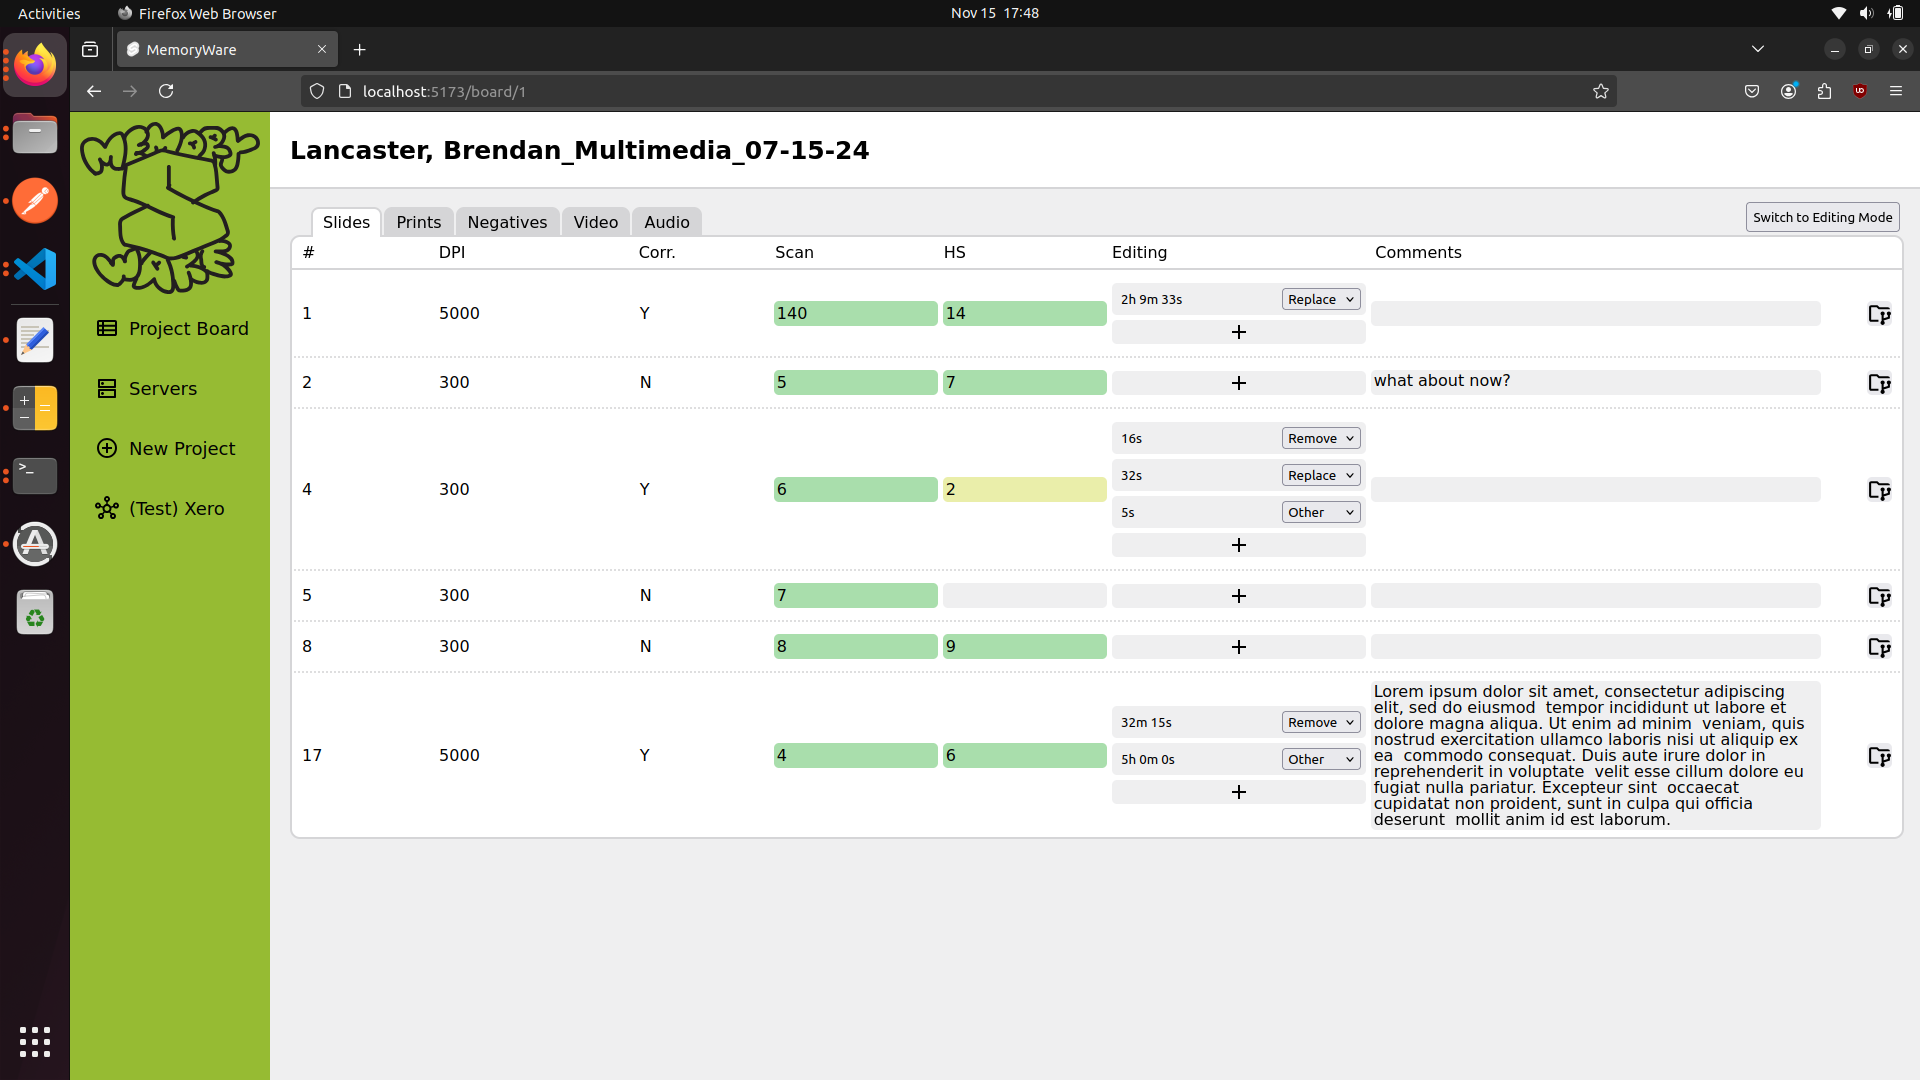 Activities
Firefox Web Browser
Nov 15 17:48
MemoryWare
localhost:5173/board/1
MEMORY
WARE
Project Board
Servers
New Project
(Test) Xero
Lancaster, Brendan_Multimedia_07-15-24
Slides Prints Negatives Video Audio
Switch to Editing Mode
# DPI Corr. Scan HS Editing Comments
1 5000 Y 140 14
2h 9m 33s Replace
+
2 300 N 5 7 + what about now?
4 300 Y 6 2
16s Remove
32s Replace
5s Other
+
5 300 N 7 +
8 300 N 8 9 +
17 5000 Y 4 6
32m 15s Remove
5h 0m 0s Other
+
Lorem ipsum dolor sit amet, consectetur adipiscing
elit, sed do eiusmod  tempor incididunt ut labore et
dolore magna aliqua. Ut enim ad minim  veniam, quis
nostrud exercitation ullamco laboris nisi ut aliquip ex
ea  commodo consequat. Duis aute irure dolor in
reprehenderit in voluptate  velit esse cillum dolore eu
fugiat nulla pariatur. Excepteur sint  occaecat
cupidatat non proident, sunt in culpa qui officia
deserunt  mollit anim id est laborum.